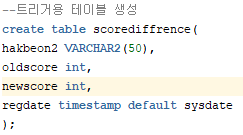 --트리거용 테이블 생성
create table scorediffrence(
hakbeon2 VARCHAR2(50),
oldscore int,
newscore int,
regdate timestamp default sysdate
);